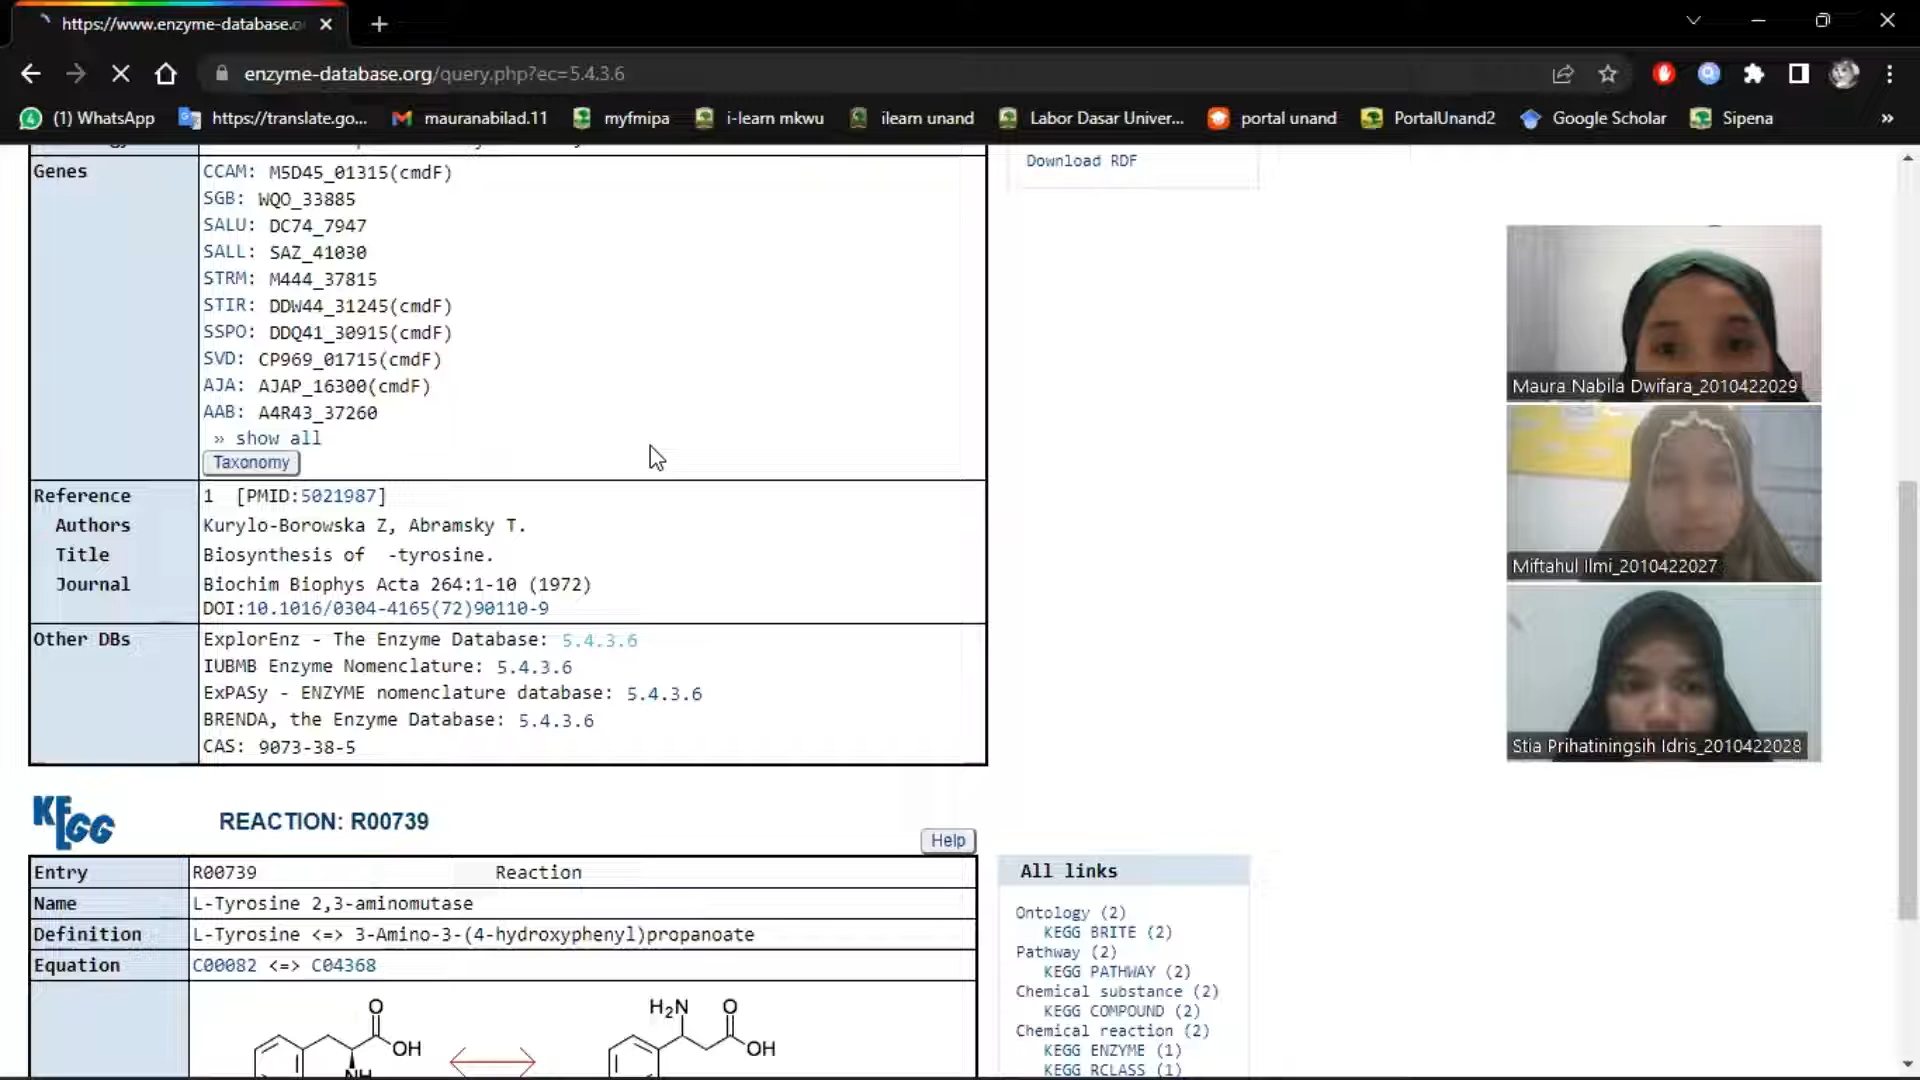 https://www.enzyme-database.o
enzyme-database.org/query.php?ec=5.4.3.6
(1) WhatsApp
https://translate.go...
mauranabilad.11
myfmipa
i-learn mkwu
ilearn unand
Labor Dasar Univer...
portal unand
PortalUnand2
Google Scholar
Sipena
»
Download RDF
Genes
CCAM: M5D45_01315(cmdF)
SGB: WQO_33885
SALU: DC74_7947
SALL: SAZ_41030
STRM: M444_37815
STIR: DDW44_31245(cmdF)
SSPO: DDQ41_30915(cmdF)
SVD: CP969_01715(cmdF)
AJA: AJAP_16300(cmdF)
AAB: A4R43_37260
» show all
Taxonomy
Reference
1 [PMID:5021987]
Authors
Kurylo-Borowska Z, Abramsky T.
Title
Biosynthesis of -tyrosine.
Journal
Biochim Biophys Acta 264:1-10 (1972)
DOI:10.1016/0304-4165(72)90110-9
Other DBs
ExplorEnz - The Enzyme Database: 5.4.3.6
IUBMB Enzyme Nomenclature: 5.4.3.6
ExPASy - ENZYME nomenclature database: 5.4.3.6
BRENDA, the Enzyme Database: 5.4.3.6
CAS: 9073-38-5
KEGG
REACTION: R00739
Help
Entry
R00739 Reaction
Name
L-Tyrosine 2,3-aminomutase
Definition
L-Tyrosine <=> 3-Amino-3-(4-hydroxyphenyl)propanoate
Equation
C00082 <=> C04368
O
OH
NH
H2N
O
OH
All links
Ontology (2)
KEGG BRITE (2)
Pathway (2)
KEGG PATHWAY (2)
Chemical substance (2)
KEGG COMPOUND (2)
Chemical reaction (2)
KEGG ENZYME (1)
KEGG RCLASS (1)
Maura Nabila Dwifara_2010422029
Miftahul Ilmi_2010422027
Stia Prihatiningsih Idris_2010422028